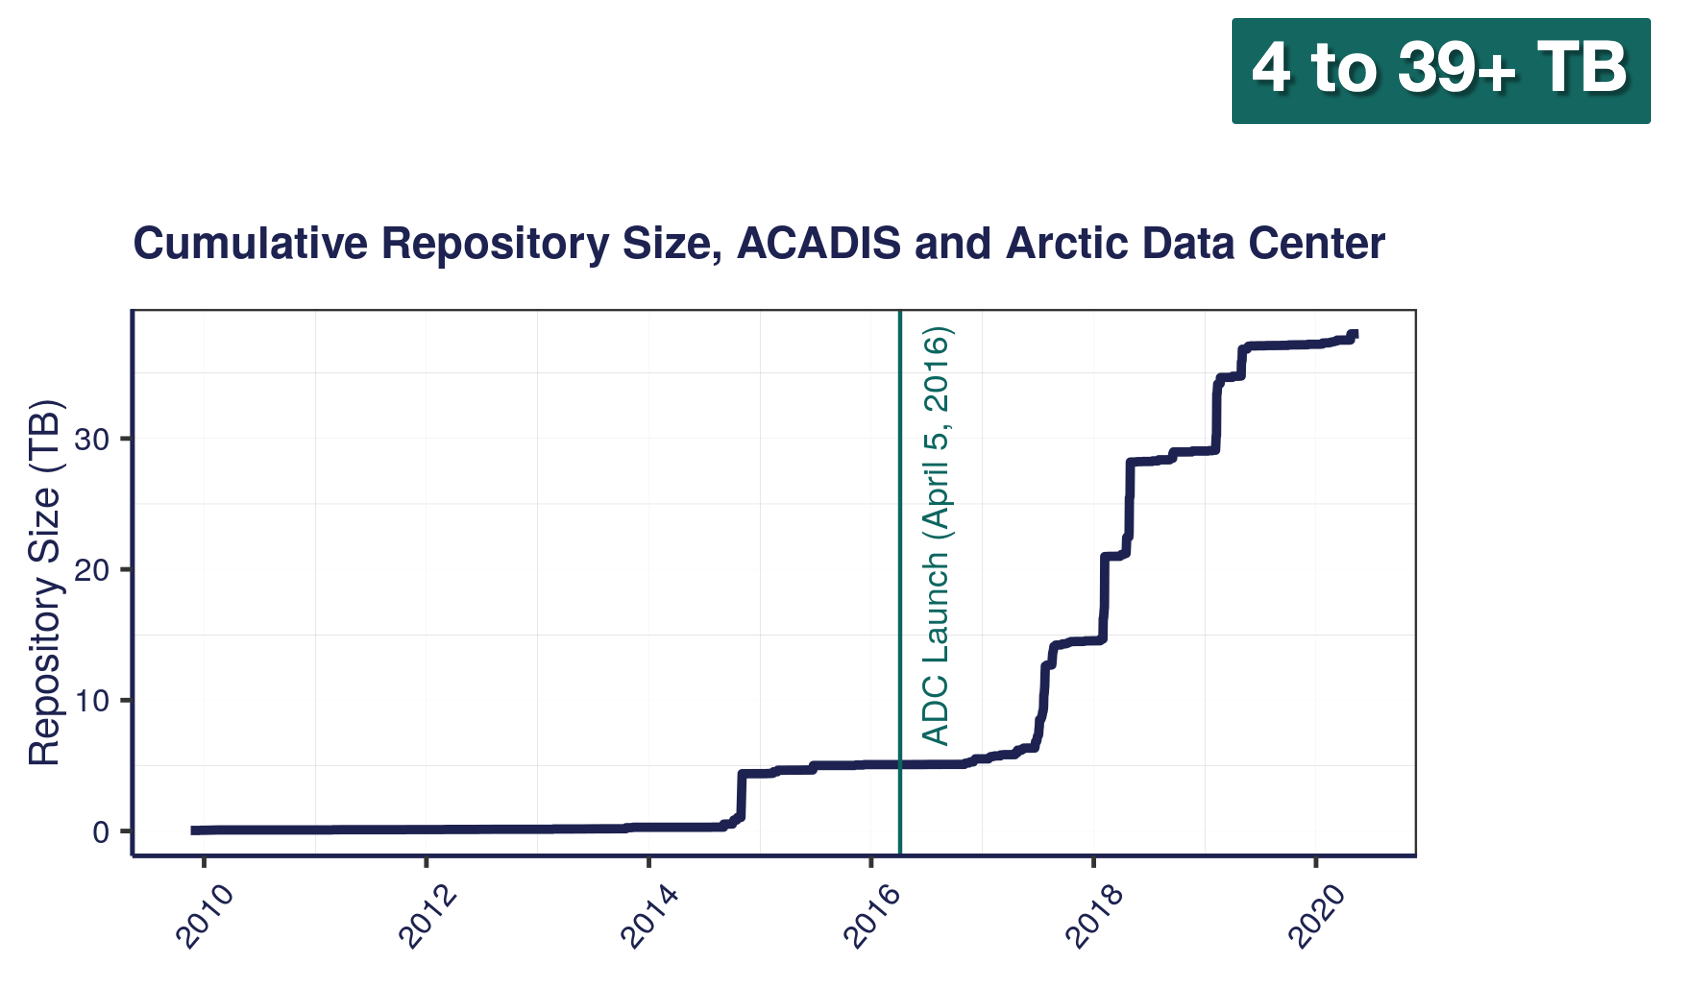 4 to 39+ TB
Cumulative Repository Size, ACADIS and Arctic Data Center
Repository Size (TB)
30
20
10
0
ADC Launch (April 5, 2016)
2010
2012
2014
2016
2018
2020